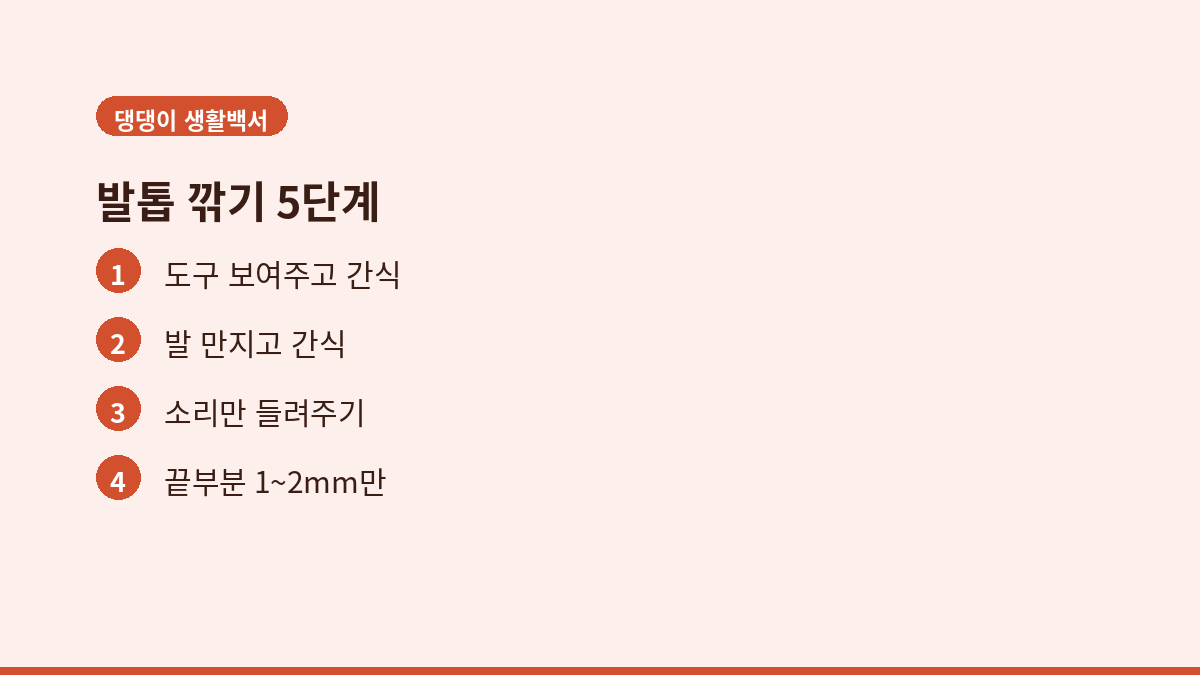 댕댕이 생활백서
발톱 깎기 5단계
1 도구 보여주고 간식
2 발 만지고 간식
3 소리만 들려주기
4 끝부분 1~2mm만